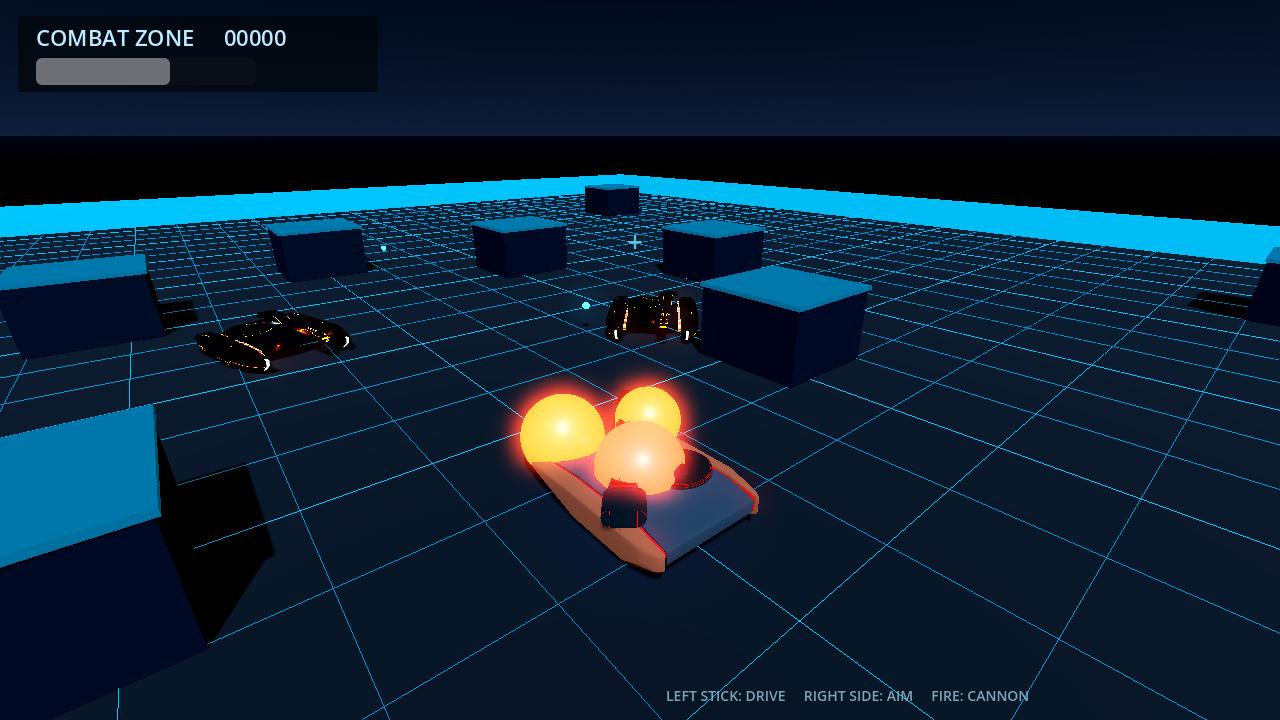 COMBAT ZONE 00000
LEFT STICK: DRIVE RIGHT SIDE: AIM FIRE: CANNON